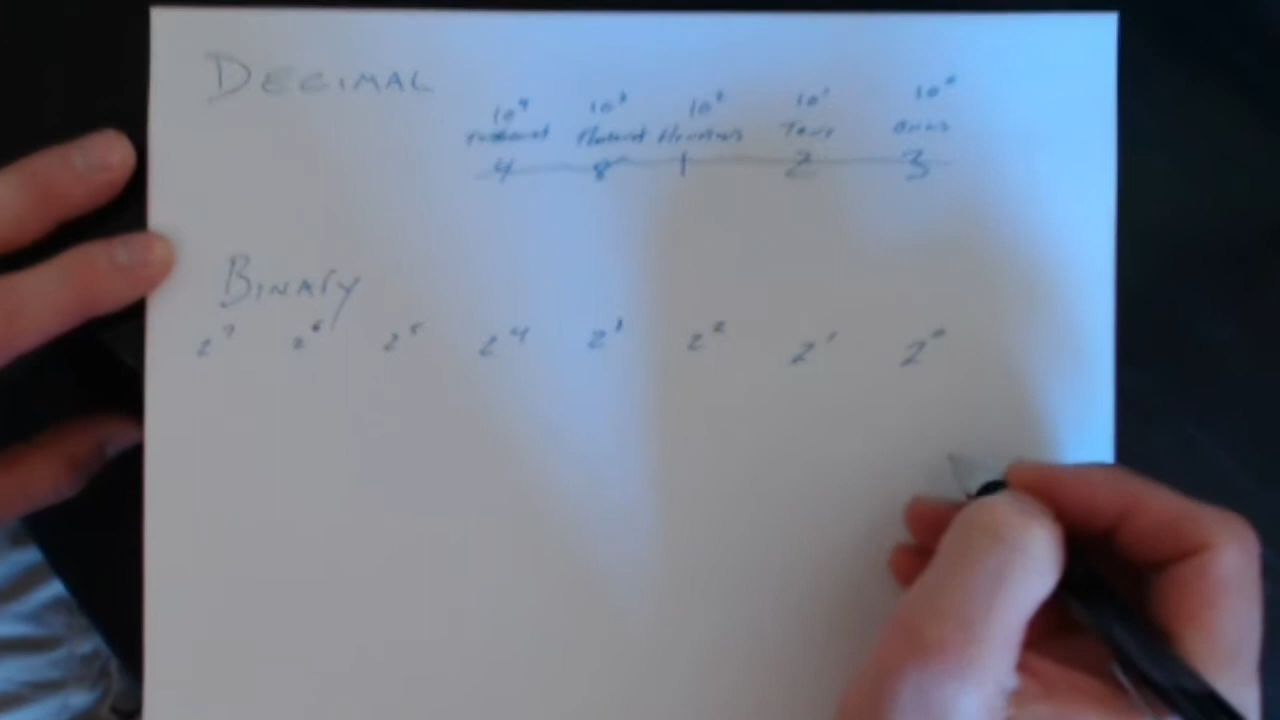 DECIMAL
10⁴ 10³ 10² 10¹ 10⁰
Tens Ones
4 8 1 2 3
BINARY
2⁷ 2⁶ 2⁵ 2⁴ 2³ 2² 2¹ 2⁰